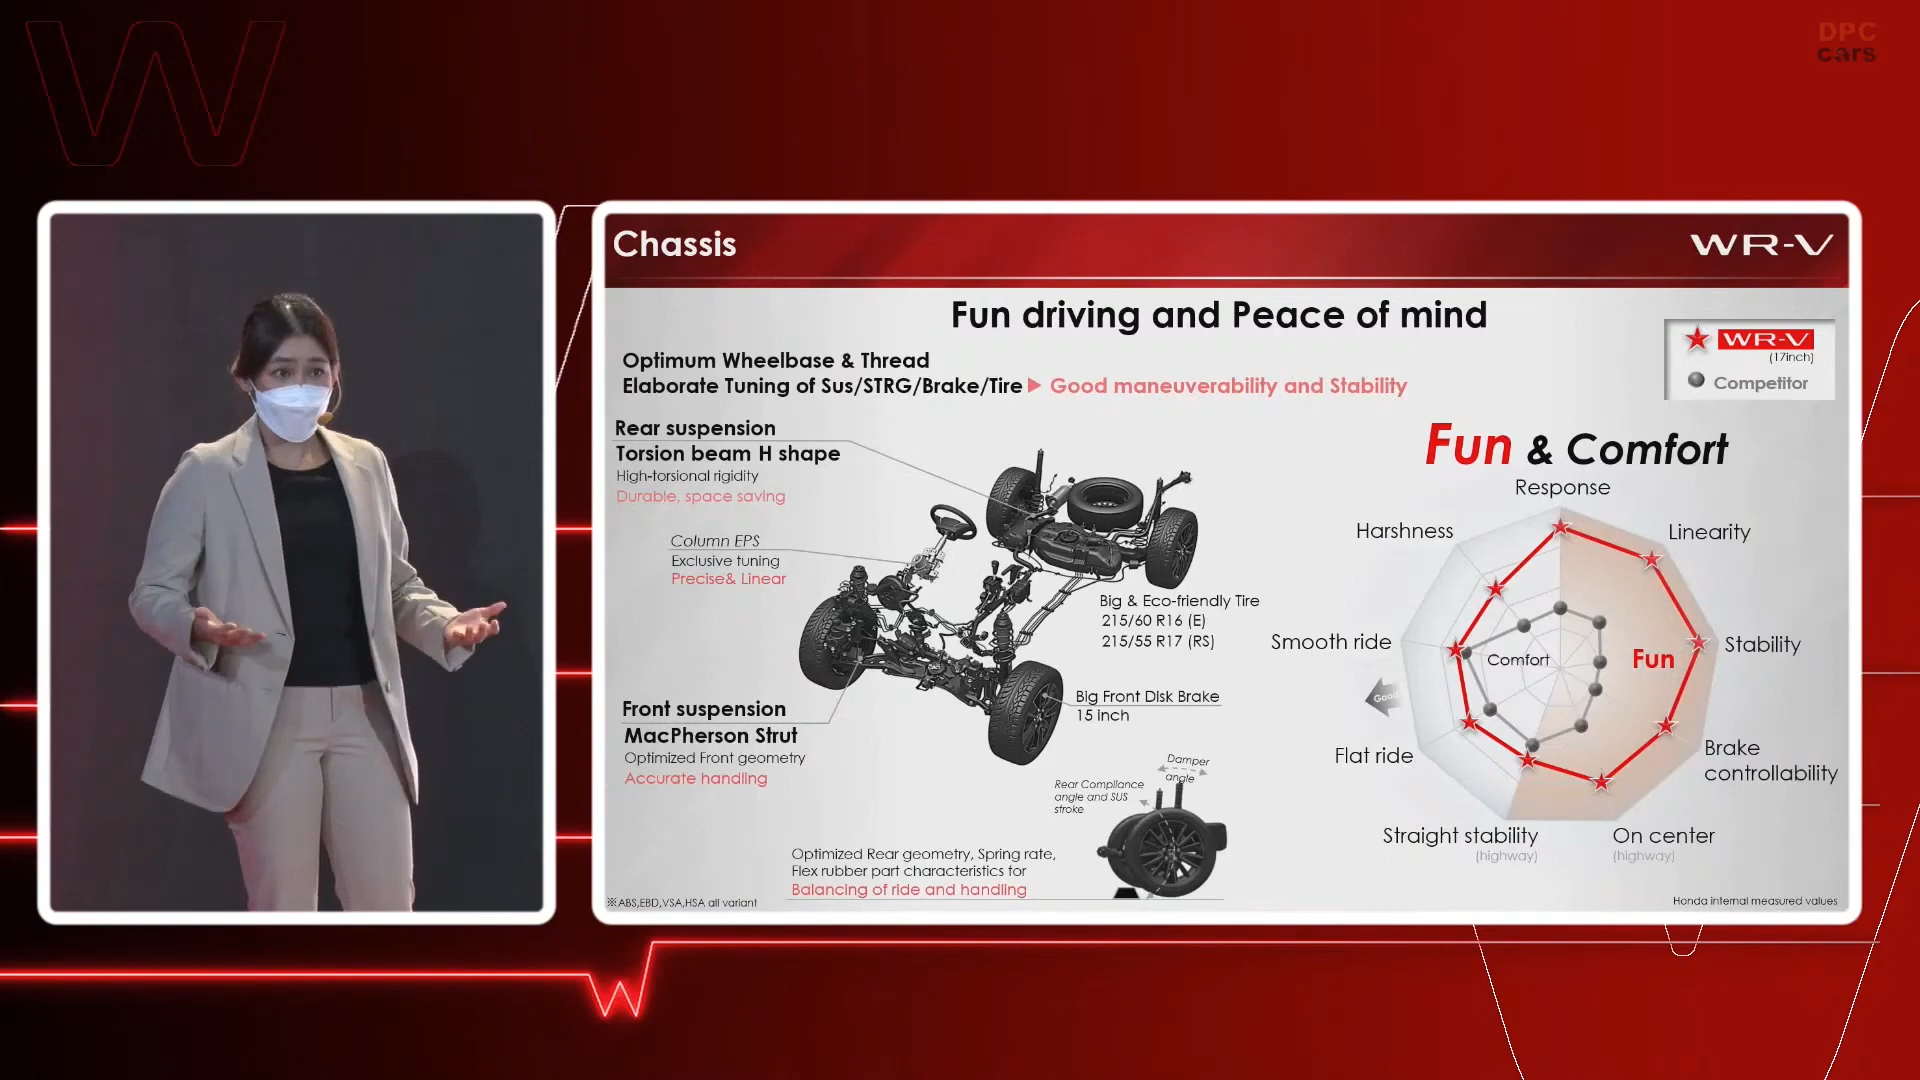 DPC
cars
Chassis
WR-V
Fun driving and Peace of mind
Optimum Wheelbase & Thread
Elaborate Tuning of Sus/STRG/Brake/Tire ▶ Good maneuverability and Stability
WR-V
(17inch)
Competitor
Rear suspension
Torsion beam H shape
High-torsional rigidity
Durable, space saving
Column EPS
Exclusive tuning
Precise& Linear
Big & Eco-friendly Tire
215/60 R16 (E)
215/55 R17 (RS)
Front suspension
MacPherson Strut
Optimized Front geometry
Accurate handling
Big Front Disk Brake
15 inch
Damper
angle
Rear Compliance
angle and SUS
stroke
Optimized Rear geometry, Spring rate,
Flex rubber part characteristics for
Balancing of ride and handling
※ABS,EBD,VSA,HSA all variant
Fun & Comfort
Response
Harshness
Linearity
Smooth ride
Comfort
Fun
Stability
Good
Flat ride
Brake
controllability
Straight stability
(highway)
On center
(highway)
Honda internal measured values